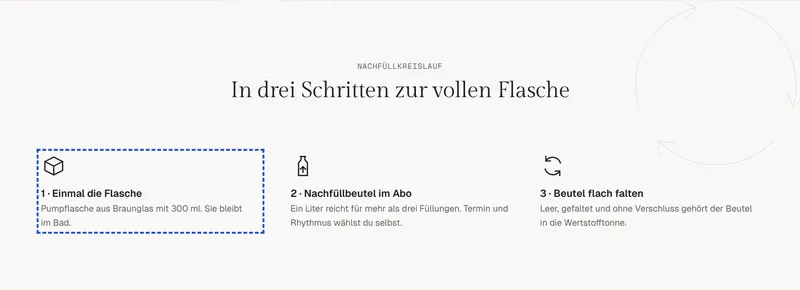 NACHFÜLLKREISLAUF
In drei Schritten zur vollen Flasche
1 · Einmal die Flasche
Pumpflasche aus Braunglas mit 300 ml. Sie bleibt
im Bad.
2 · Nachfüllbeutel im Abo
Ein Liter reicht für mehr als drei Füllungen. Termin und
Rhythmus wählst du selbst.
3 · Beutel flach falten
Leer, gefaltet und ohne Verschluss gehört der Beutel
in die Wertstofftonne.